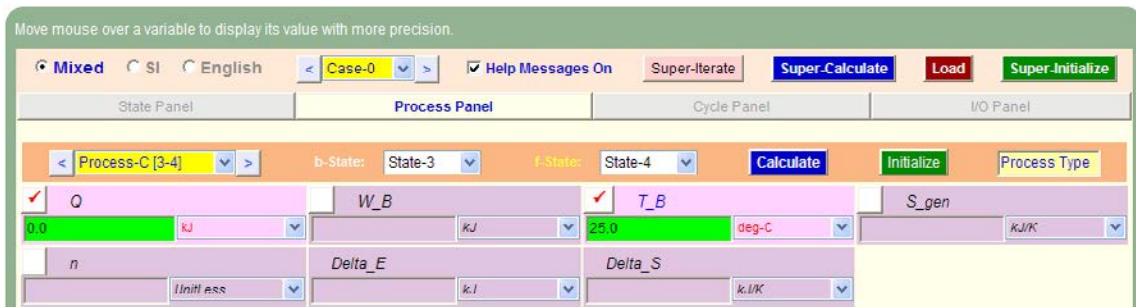 Move mouse over a variable to display its value with more precision.
Mixed SI English < Case-0 > Help Messages On Super-Iterate Super-Calculate Load Super-Initialize
State Panel Process Panel Cycle Panel I/O Panel
< Process-C [3-4] > b-State: State-3 f-State: State-4 Calculate Initialize Process Type
Q W_B T_B S_gen
0.0 kJ kJ 25.0 deg-C kJ/K
n Delta_E Delta_S
UnitLess kJ kJ/K